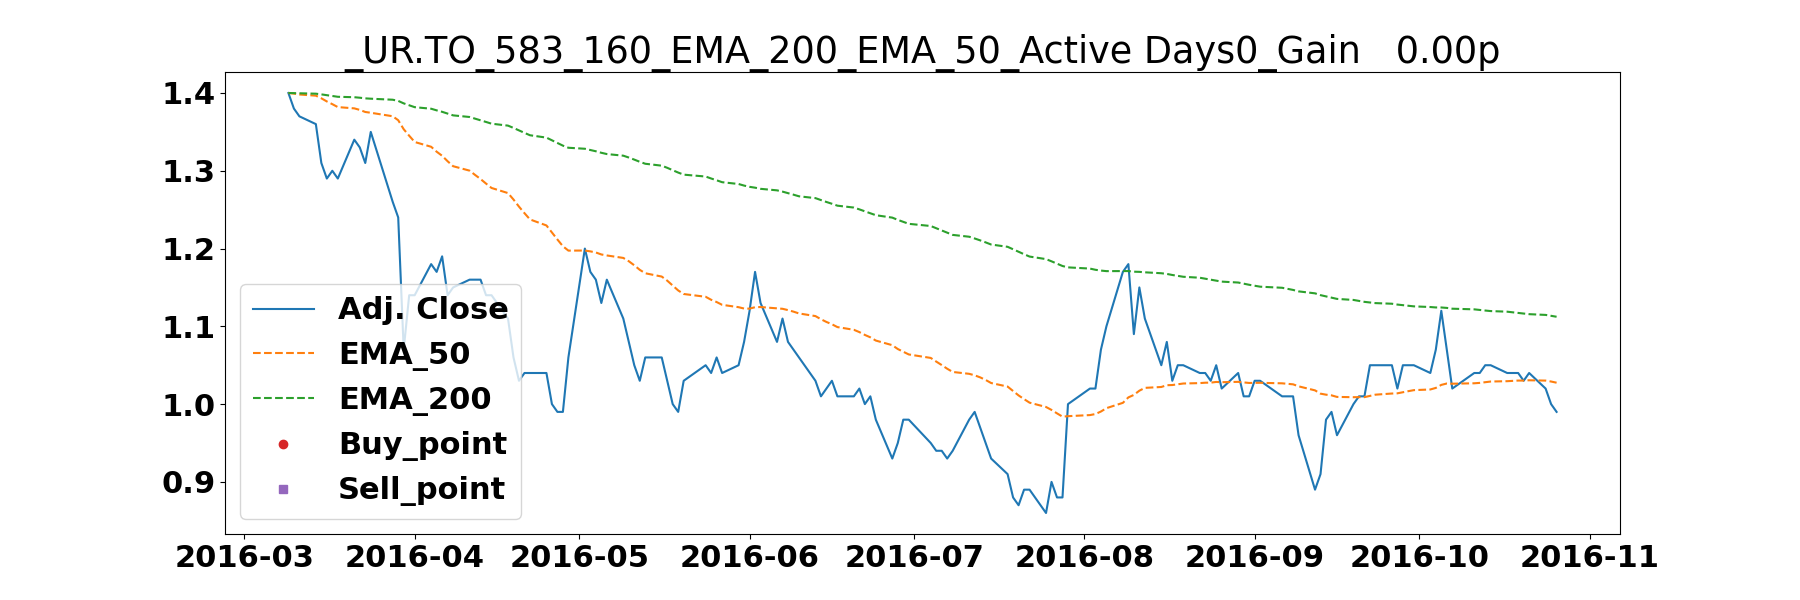 _UR.TO_583_160_EMA_200_EMA_50_Active Days0_Gain   0.00p
1.4
1.3
1.2
1.1
1.0
0.9
Adj. Close
EMA_50
EMA_200
Buy_point
Sell_point
2016-03 2016-04 2016-05 2016-06 2016-07 2016-08 2016-09 2016-10 2016-11